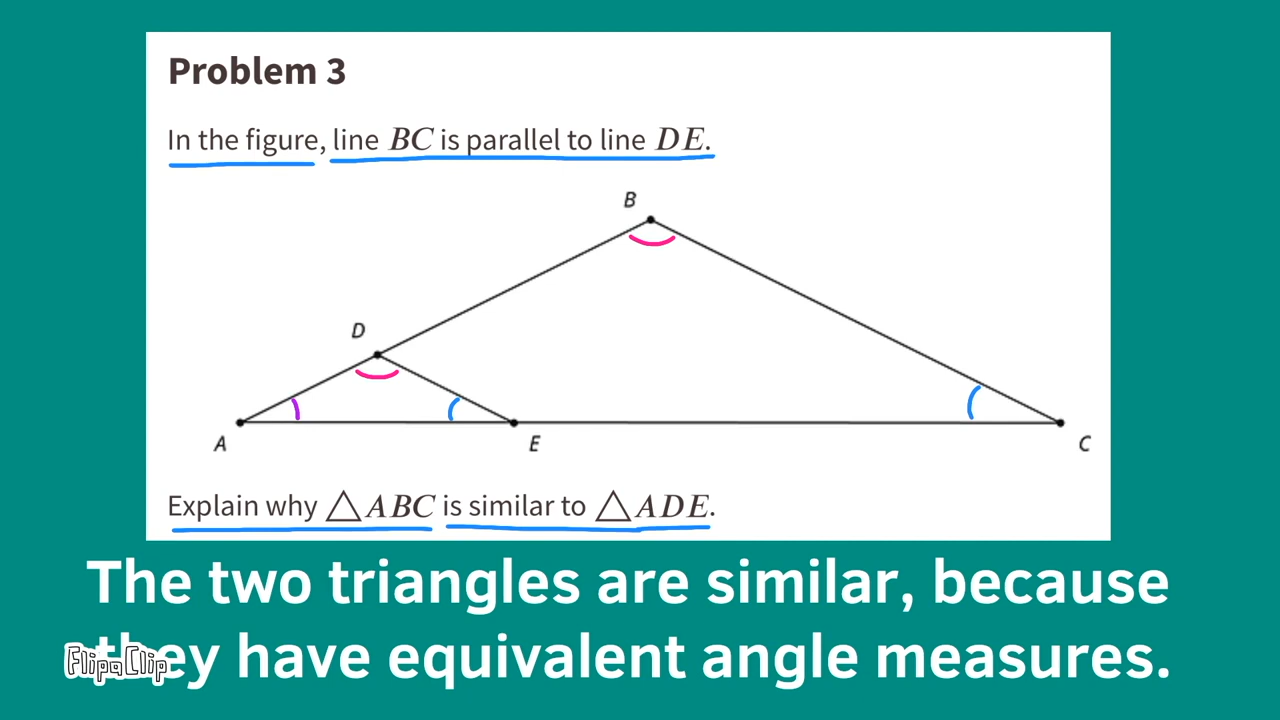 Problem 3
In the figure, line BC is parallel to line DE.
B
D
A
E
C
Explain why △ABC is similar to △ADE.
The two triangles are similar, because
they have equivalent angle measures.
FlipaClip